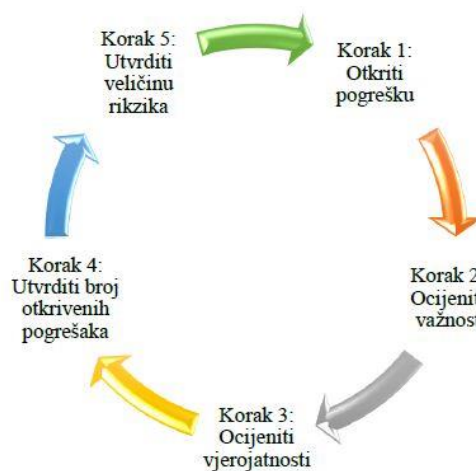 Korak 1:
Otkriti
pogrešku
Korak 2
Ocijeniti
važnost
Korak 3:
Ocijeniti
vjerojatnosti
Korak 4:
Utvrditi broj
otkrivenih
pogrešaka
Korak 5:
Utvrditi
veličinu
rikzika